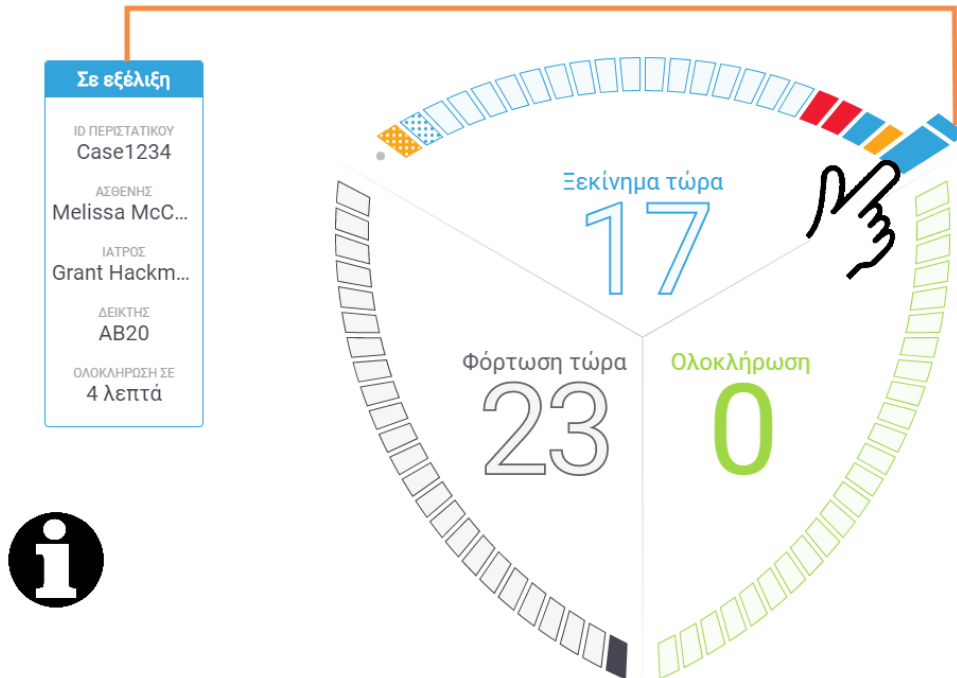 Σε εξέλιξη
ID ΠΕΡΙΣΤΑΤΙΚΟΥ
Case1234
ΑΣΘΕΝΗΣ
Melissa McC...
ΙΑΤΡΟΣ
Grant Hackm...
ΔΕΙΚΤΗΣ
AB20
ΟΛΟΚΛΗΡΩΣΗ ΣΕ
4 λεπτά
Ξεκίνημα τώρα
17
Φόρτωση τώρα
23
Ολοκλήρωση
0